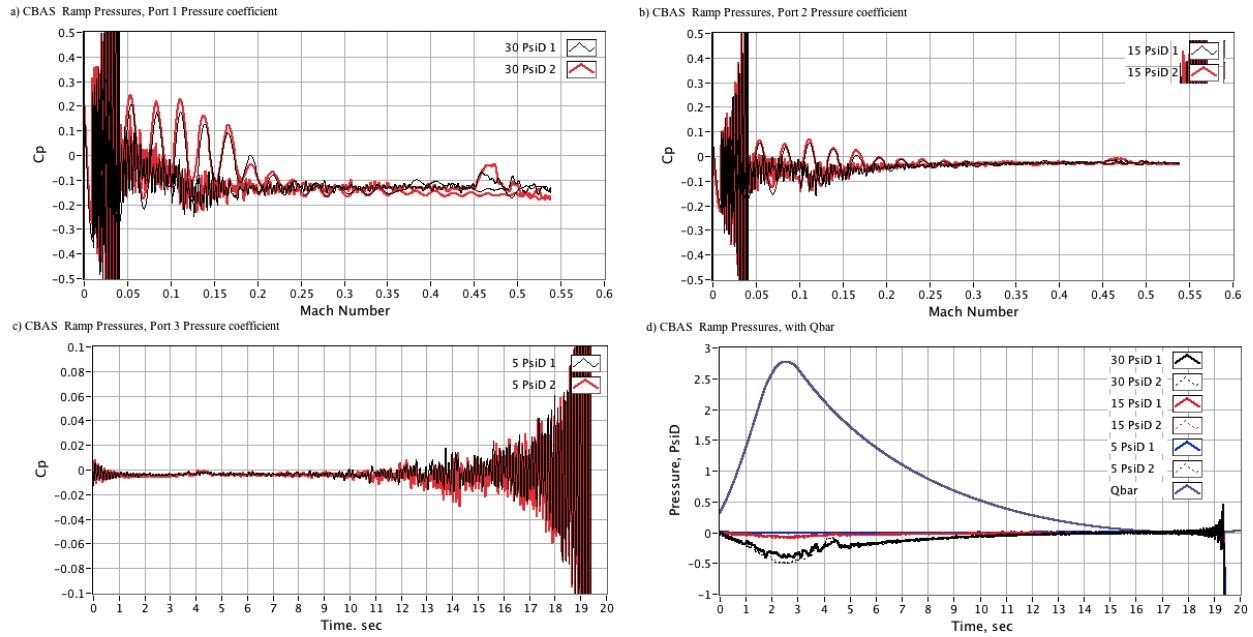 a) CBAS Ramp Pressures, Port 1 Pressure coefficient
30 PsiD 1
30 PsiD 2
0.5
0.4
0.3
0.2
0.1
0
-0.1
-0.2
-0.3
-0.4
-0.5
Cp
0 0.05 0.1 0.15 0.2 0.25 0.3 0.35 0.4 0.45 0.5 0.55 0.6
Mach Number
b) CBAS Ramp Pressures, Port 2 Pressure coefficient
15 PsiD 1
15 PsiD 2
0.5
0.4
0.3
0.2
0.1
0
-0.1
-0.2
-0.3
-0.4
-0.5
Cp
0 0.05 0.1 0.15 0.2 0.25 0.3 0.35 0.4 0.45 0.5 0.55 0.6
Mach Number
c) CBAS Ramp Pressures, Port 3 Pressure coefficient
5 PsiD 1
5 PsiD 2
0.1
0.08
0.06
0.04
0.02
0
-0.02
-0.04
-0.06
-0.08
-0.1
Cp
0 1 2 3 4 5 6 7 8 9 10 11 12 13 14 15 16 17 18 19 20
Time, sec
d) CBAS Ramp Pressures, with Qbar
30 PsiD 1
30 PsiD 2
15 PsiD 1
15 PsiD 2
5 PsiD 1
5 PsiD 2
Qbar
3
2.5
2
1.5
1
0.5
0
-0.5
-1
Pressure, PsiD
0 1 2 3 4 5 6 7 8 9 10 11 12 13 14 15 16 17 18 19 20
Time, sec